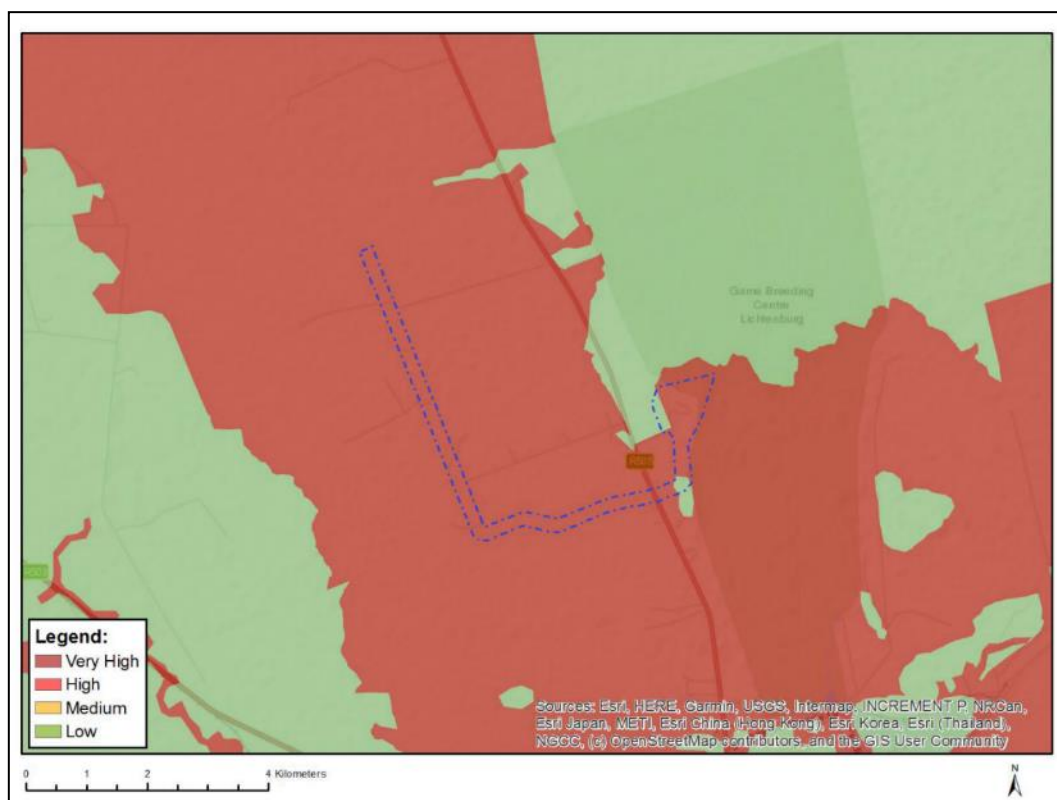 Game Breeding
Center
Lichtenburg
Legend:
Very High
High
Medium
Low
Sources: Esri, HERE, Garmin, USGS, Intermap, INCREMENT P, NRCan,
Esri Japan, METI, Esri China (Hong Kong), Esri Korea, Esri (Thailand),
NGCC, (c) OpenStreetMap contributors, and the GIS User Community
0 1 2 4 Kilometers
N